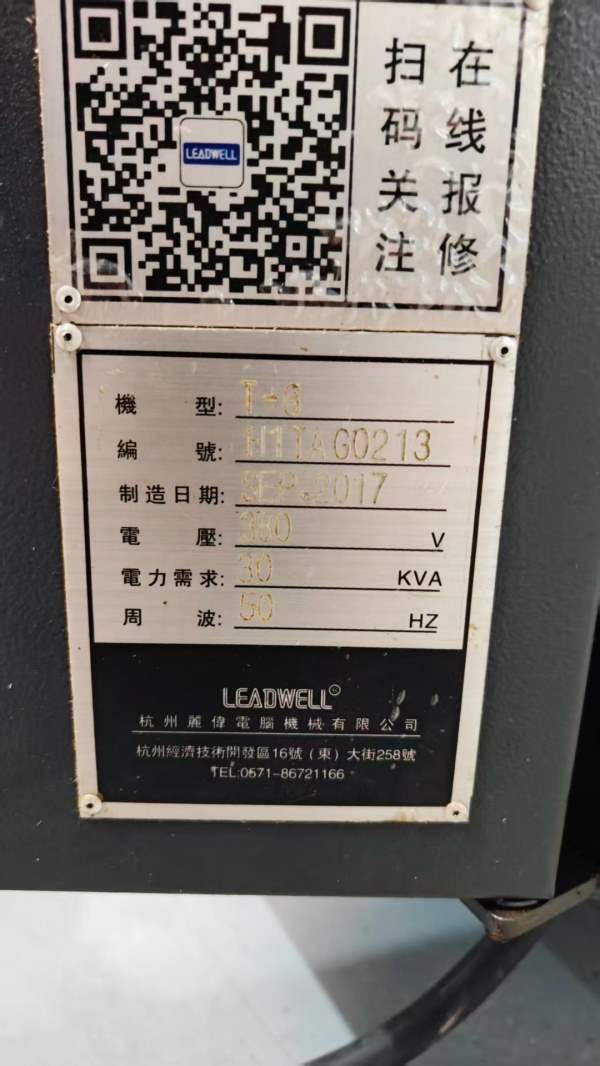 LEADWELL
在线报修
扫码关注
機型: T-6
編號: H1TAG0213
制造日期: SEP.2017
電壓: 380 V
電力需求: 30 KVA
周波: 50 HZ
LEADWELL
杭州麗偉電腦機械有限公司
杭州經濟技術開發區16號（東）大街258號
TEL:0571-86721166